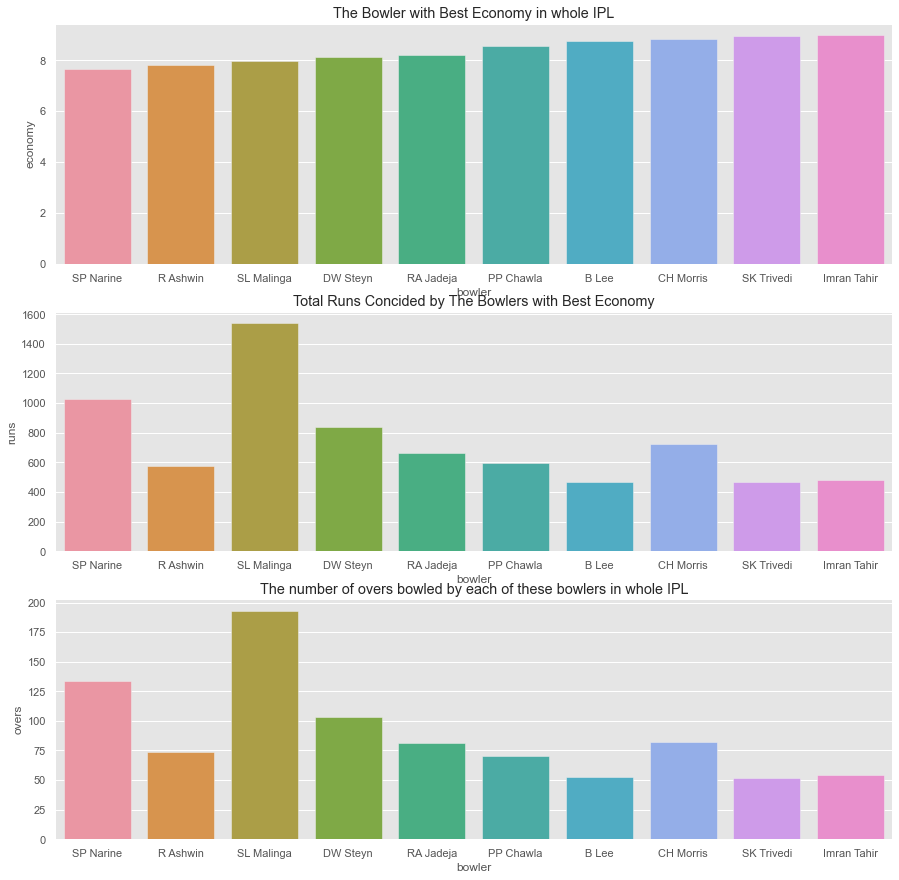 The Bowler with Best Economy in whole IPL
8
6
4
2
0
economy
SP Narine R Ashwin SL Malinga DW Steyn RA Jadeja PP Chawla B Lee CH Morris SK Trivedi Imran Tahir
bowler
Total Runs Concided by The Bowlers with Best Economy
1600
1400
1200
1000
800
600
400
200
0
runs
SP Narine R Ashwin SL Malinga DW Steyn RA Jadeja PP Chawla B Lee CH Morris SK Trivedi Imran Tahir
bowler
The number of overs bowled by each of these bowlers in whole IPL
200
175
150
125
100
75
50
25
0
overs
SP Narine R Ashwin SL Malinga DW Steyn RA Jadeja PP Chawla B Lee CH Morris SK Trivedi Imran Tahir
bowler